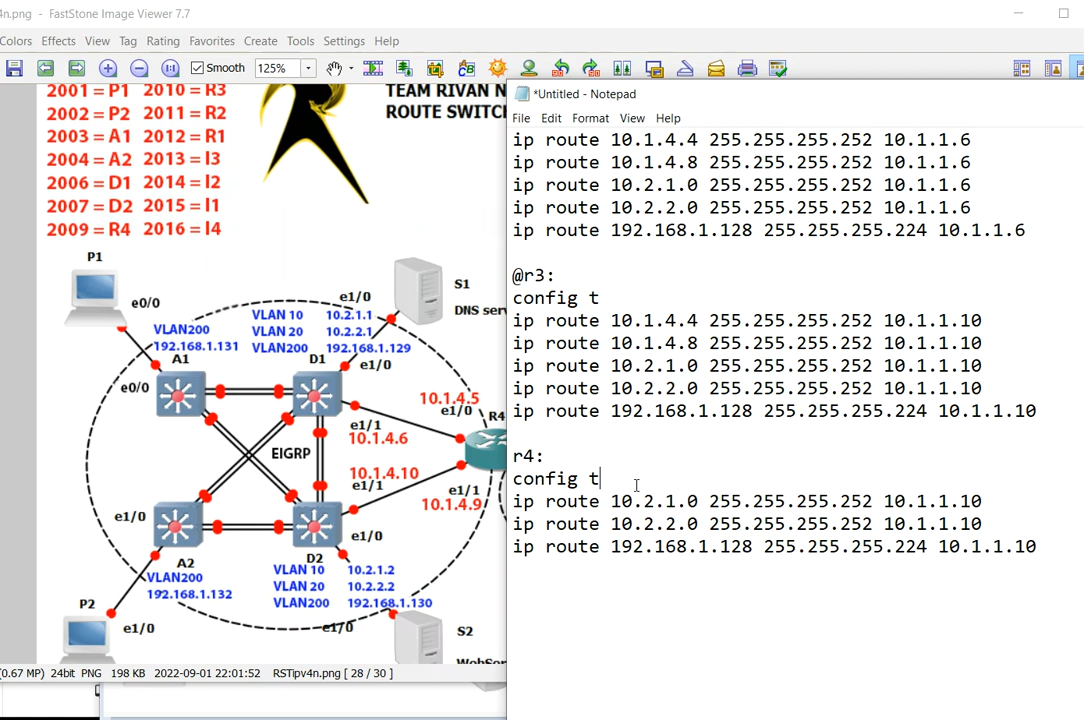 4n.png - FastStone Image Viewer 7.7
Colors Effects View Tag Rating Favorites Create Tools Settings Help
Smooth 125%
2001 = P1 2010 = R3
2002 = P2 2011 = R2
2003 = A1 2012 = R1
2004 = A2 2013 = I3
2006 = D1 2014 = I2
2007 = D2 2015 = I1
2009 = R4 2016 = I4
TEAM RIVAN N
ROUTE SWITC
P1
e0/0
VLAN200
192.168.1.131
A1
e0/0
VLAN 10 10.2.1.1
VLAN 20 10.2.2.1
VLAN200 192.168.1.129
D1
e1/0
S1
DNS serv
e1/0
10.1.4.5
e1/0
R4
e1/1
10.1.4.6
EIGRP
10.1.4.10
e1/1
e1/1
10.1.4.9
e1/0
A2
VLAN200
192.168.1.132
D2
e1/0
VLAN 10 10.2.1.2
VLAN 20 10.2.2.2
VLAN200 192.168.1.130
P2
e1/0
e1/0
S2
WebServ
(0.67 MP) 24bit PNG 198 KB 2022-09-01 22:01:52 RSTipv4n.png [ 28 / 30 ]
*Untitled - Notepad
File Edit Format View Help
ip route 10.1.4.4 255.255.255.252 10.1.1.6
ip route 10.1.4.8 255.255.255.252 10.1.1.6
ip route 10.2.1.0 255.255.255.252 10.1.1.6
ip route 10.2.2.0 255.255.255.252 10.1.1.6
ip route 192.168.1.128 255.255.255.224 10.1.1.6
@r3:
config t
ip route 10.1.4.4 255.255.255.252 10.1.1.10
ip route 10.1.4.8 255.255.255.252 10.1.1.10
ip route 10.2.1.0 255.255.255.252 10.1.1.10
ip route 10.2.2.0 255.255.255.252 10.1.1.10
ip route 192.168.1.128 255.255.255.224 10.1.1.10
r4:
config t
ip route 10.2.1.0 255.255.255.252 10.1.1.10
ip route 10.2.2.0 255.255.255.252 10.1.1.10
ip route 192.168.1.128 255.255.255.224 10.1.1.10